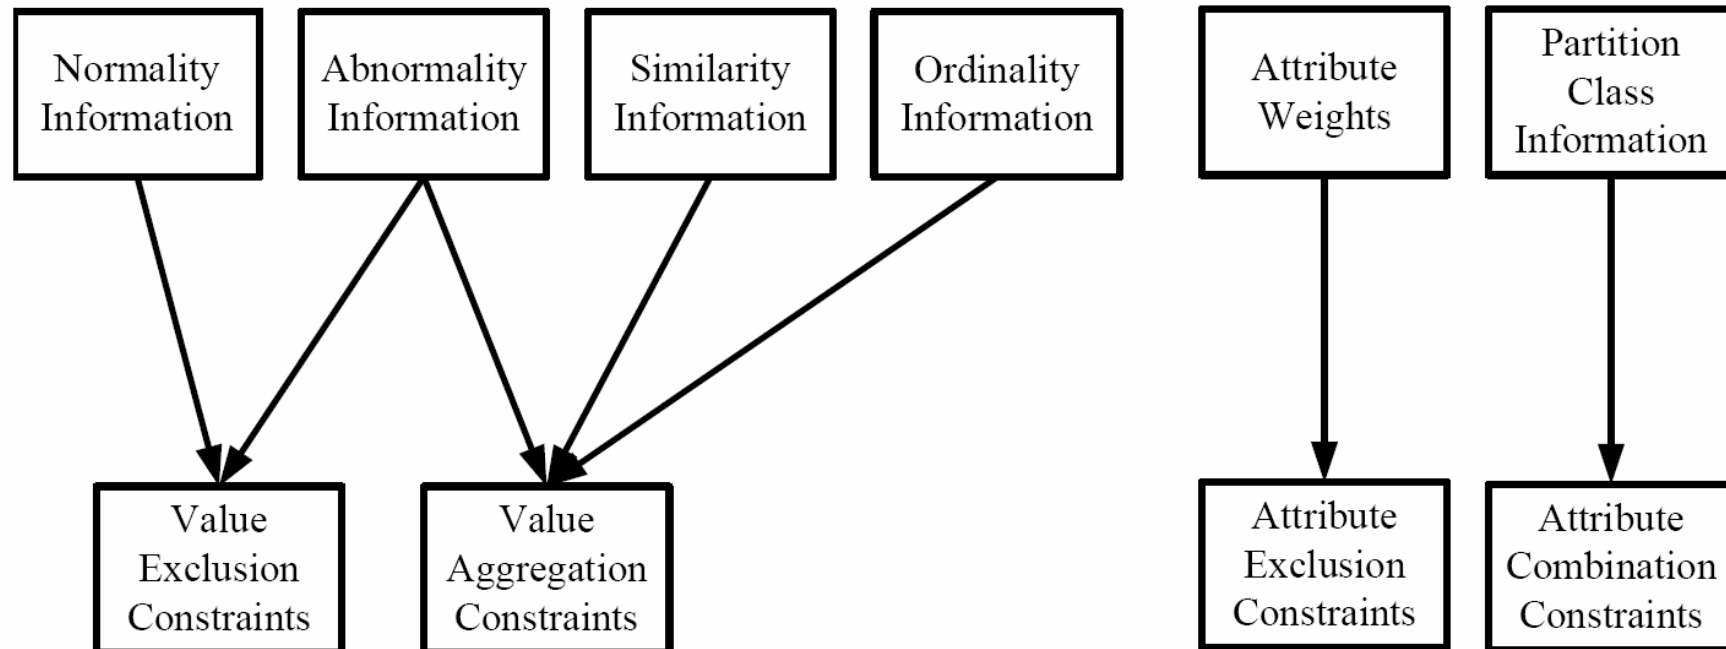 Normality
Information
Abnormality
Information
Similarity
Information
Ordinality
Information
Attribute
Weights
Partition
Class
Information
Value
Exclusion
Constraints
Value
Aggregation
Constraints
Attribute
Exclusion
Constraints
Attribute
Combination
Constraints